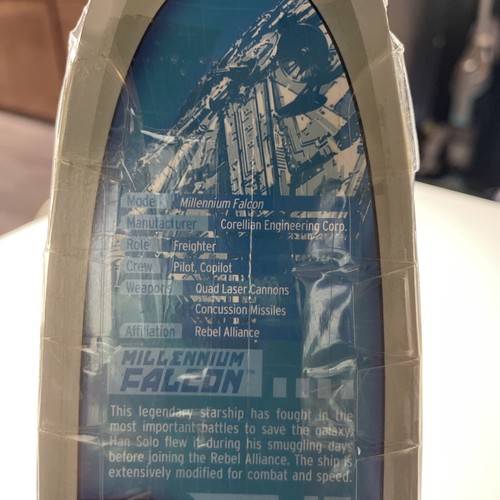 Model Millennium Falcon
Manufacturer Corellian Engineering Corp.
Role Freighter
Crew Pilot, Copilot
Weapons Quad Laser Cannons
Concussion Missiles
Affiliation Rebel Alliance
MILLENNIUM
FALCON™
This legendary starship has fought in the
most important battles to save the galaxy.
Han Solo flew it during his smuggling days
before joining the Rebel Alliance. The ship is
extensively modified for combat and speed.